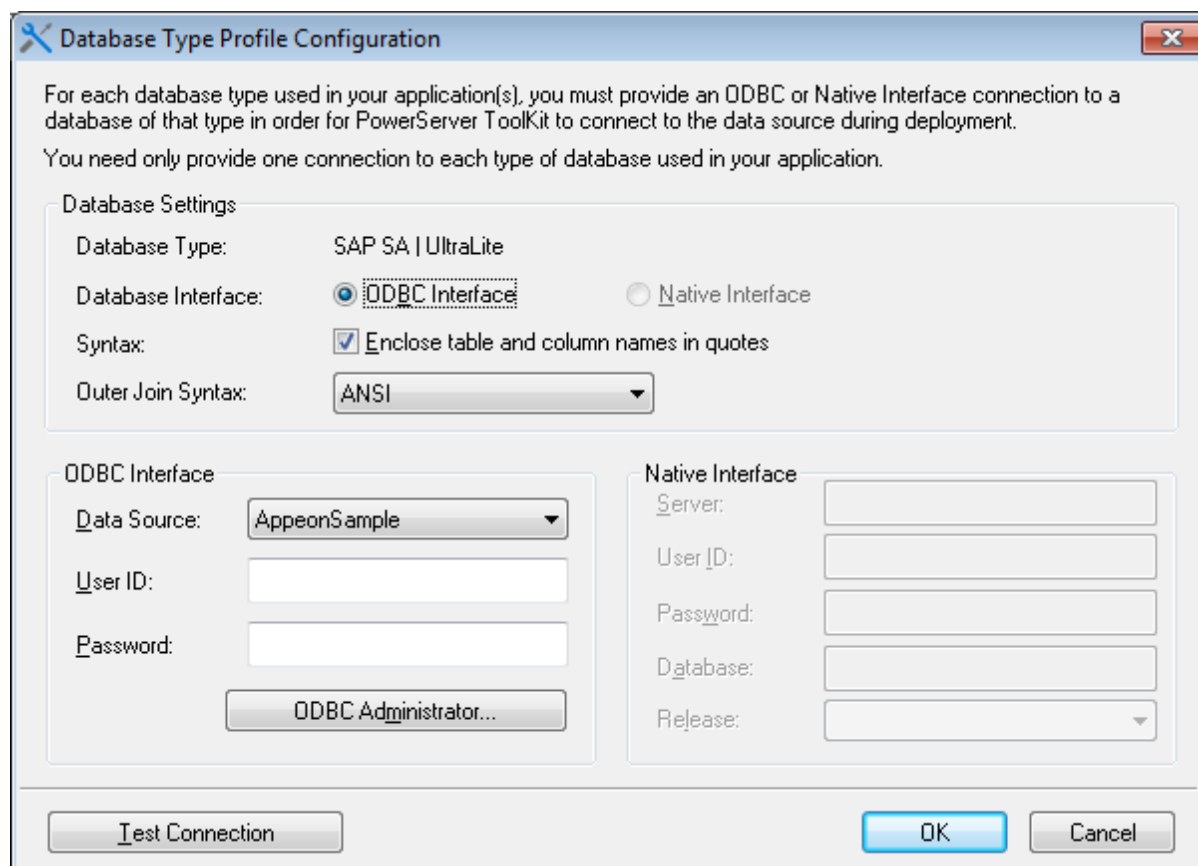 Database Type Profile Configuration
For each database type used in your application(s), you must provide an ODBC or Native Interface connection to a
database of that type in order for PowerServer ToolKit to connect to the data source during deployment.
You need only provide one connection to each type of database used in your application.
Database Settings
Database Type: SAP SA | UltraLite
Database Interface: ODBC Interface Native Interface
Syntax: Enclose table and column names in quotes
Outer Join Syntax: ANSI
ODBC Interface
Data Source: AppeonSample
User ID:
Password:
ODBC Administrator...
Native Interface
Server:
User ID:
Password:
Database:
Release:
Test Connection OK Cancel